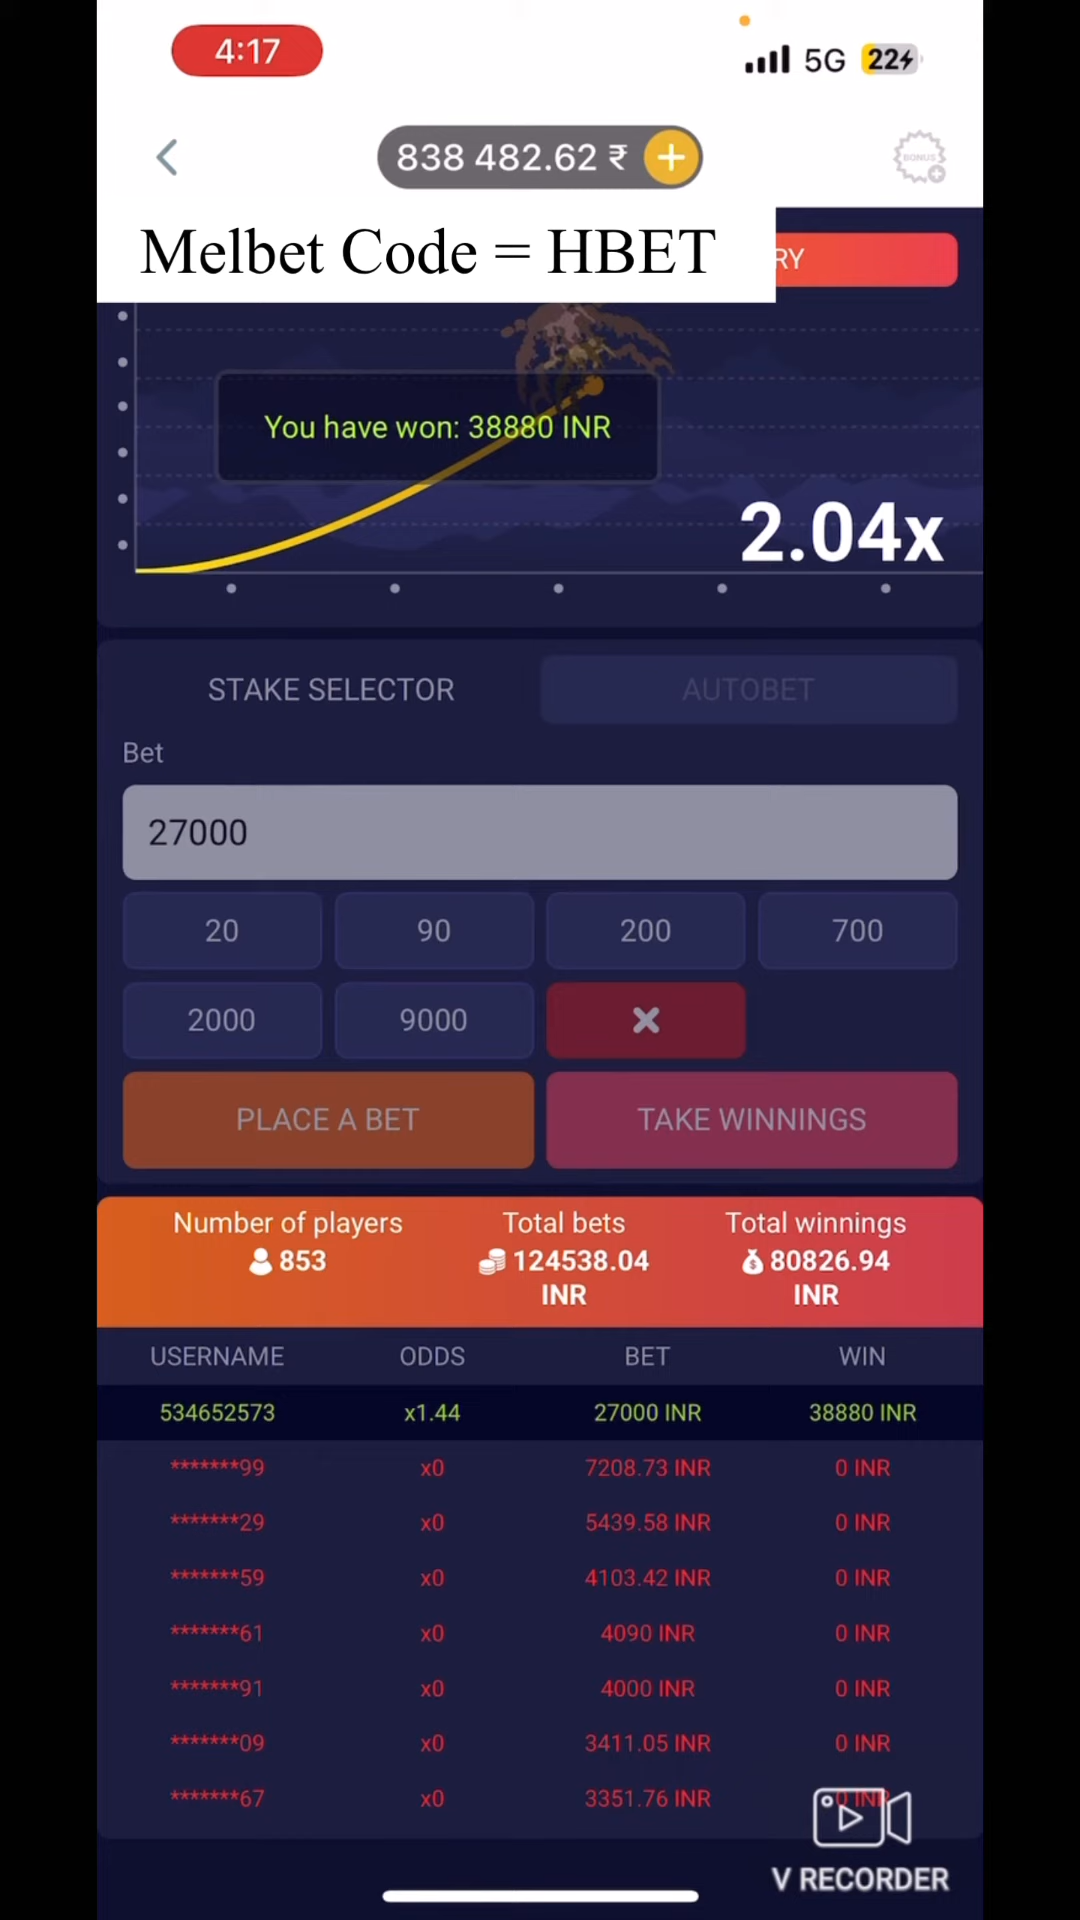 4:17
5G 22
838 482.62 ₹ +
BONUS
Melbet Code = HBET
RY
You have won: 38880 INR
2.04x
STAKE SELECTOR AUTOBET
Bet
27000
20 90 200 700
2000 9000
PLACE A BET TAKE WINNINGS
Number of players Total bets Total winnings
853 124538.04 80826.94
INR INR
USERNAME ODDS BET WIN
534652573 x1.44 27000 INR 38880 INR
*******99 x0 7208.73 INR 0 INR
*******29 x0 5439.58 INR 0 INR
*******59 x0 4103.42 INR 0 INR
*******61 x0 4090 INR 0 INR
*******91 x0 4000 INR 0 INR
*******09 x0 3411.05 INR 0 INR
*******67 x0 3351.76 INR 0 INR
V RECORDER